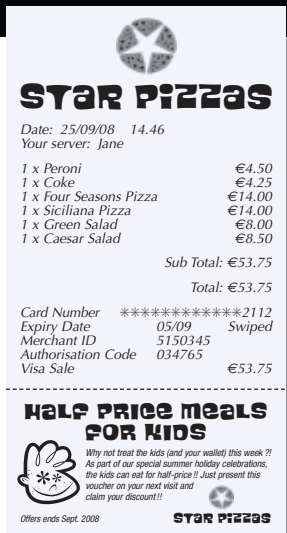 STAR PIZZAS
Date: 25/09/08 14.46
Your server: Jane
1 x Peroni €4.50
1 x Coke €4.25
1 x Four Seasons Pizza €14.00
1 x Siciliana Pizza €14.00
1 x Green Salad €8.00
1 x Caesar Salad €8.50
Sub Total: €53.75
Total: €53.75
Card Number ************2112
Expiry Date 05/09 Swiped
Merchant ID 5150345
Authorisation Code 034765
Visa Sale €53.75
HALF PRICE MEALS
FOR KIDS
Why not treat the kids (and your wallet) this week ?!
As part of our special summer holiday celebrations,
the kids can eat for half-price!! Just present this
voucher on your next visit and
claim your discount!!
Offers ends Sept. 2008
STAR PIZZAS